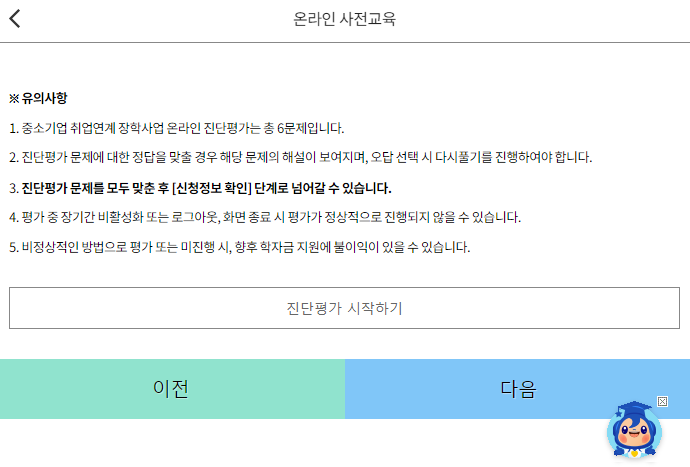 온라인 사전교육
※ 유의사항
1. 중소기업 취업연계 장학사업 온라인 진단평가는 총 6문제입니다.
2. 진단평가 문제에 대한 정답을 맞출 경우 해당 문제의 해설이 보여지며, 오답 선택 시 다시풀기를 진행하여야 합니다.
3. 진단평가 문제를 모두 맞춘 후 [신청정보 확인] 단계로 넘어갈 수 있습니다.
4. 평가 중 장기간 비활성화 또는 로그아웃, 화면 종료 시 평가가 정상적으로 진행되지 않을 수 있습니다.
5. 비정상적인 방법으로 평가 또는 미진행 시, 향후 학자금 지원에 불이익이 있을 수 있습니다.
진단평가 시작하기
이전 다음